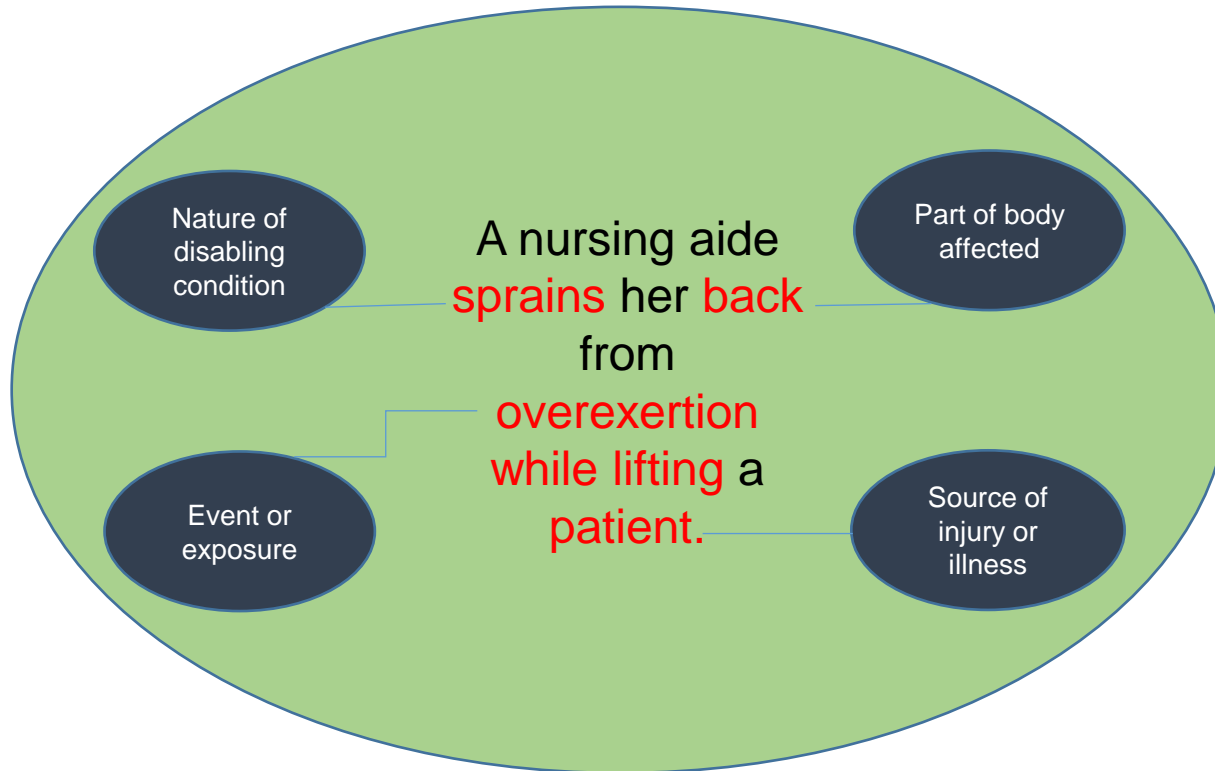 Nature of
disabling
condition
Part of body
affected
A nursing aide
sprains her back
from
overexertion
while lifting a
patient.
Event or
exposure
Source of
injury or
illness